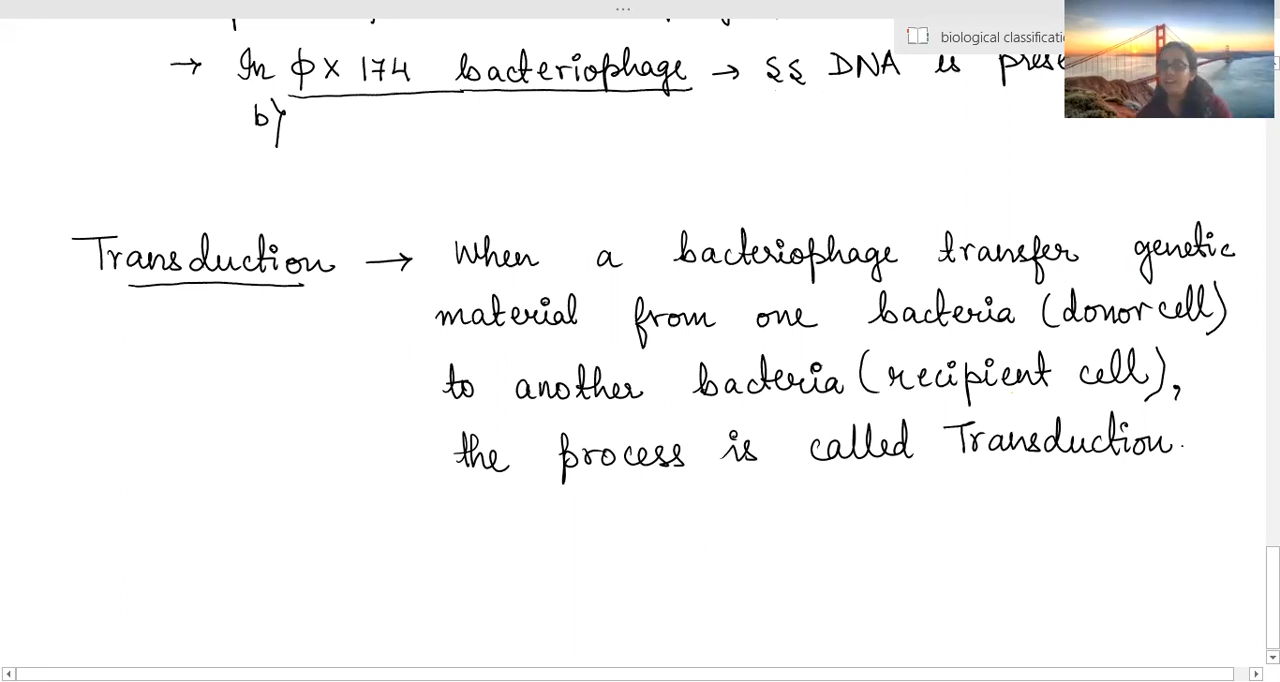 biological classificati
→ In ϕ X 174 bacteriophage → SS DNA is prese
b)
Transduction → When a bacteriophage transfer genetic
material from one bacteria (donor cell)
to another bacteria (recipient cell),
the process is called Transduction.